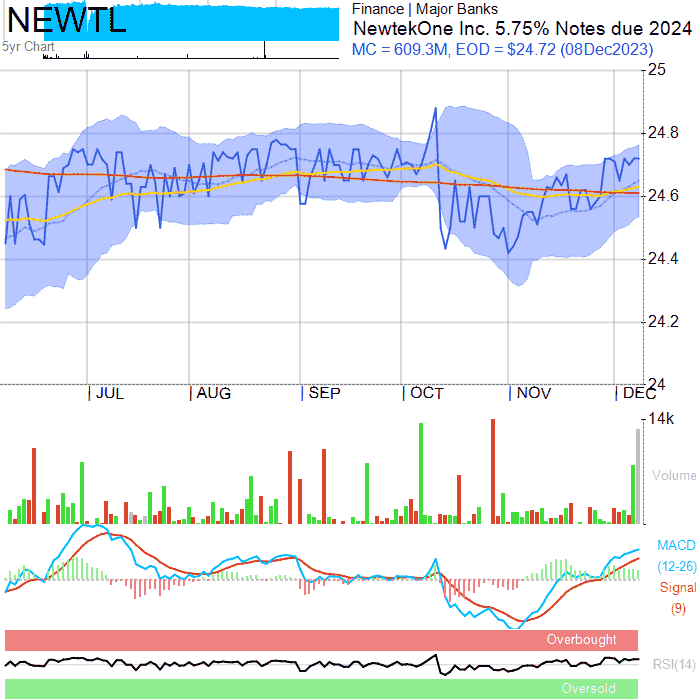 NEWTL
Finance | Major Banks
NewtekOne Inc. 5.75% Notes due 2024
MC = 609.3M, EOD = $24.72 (08Dec2023)
5yr Chart
25
24.8
24.6
24.4
24.2
24
JUL AUG SEP OCT NOV DEC
14k
Volume
MACD
(12-26)
Signal
(9)
Overbought
RSI(14)
Oversold